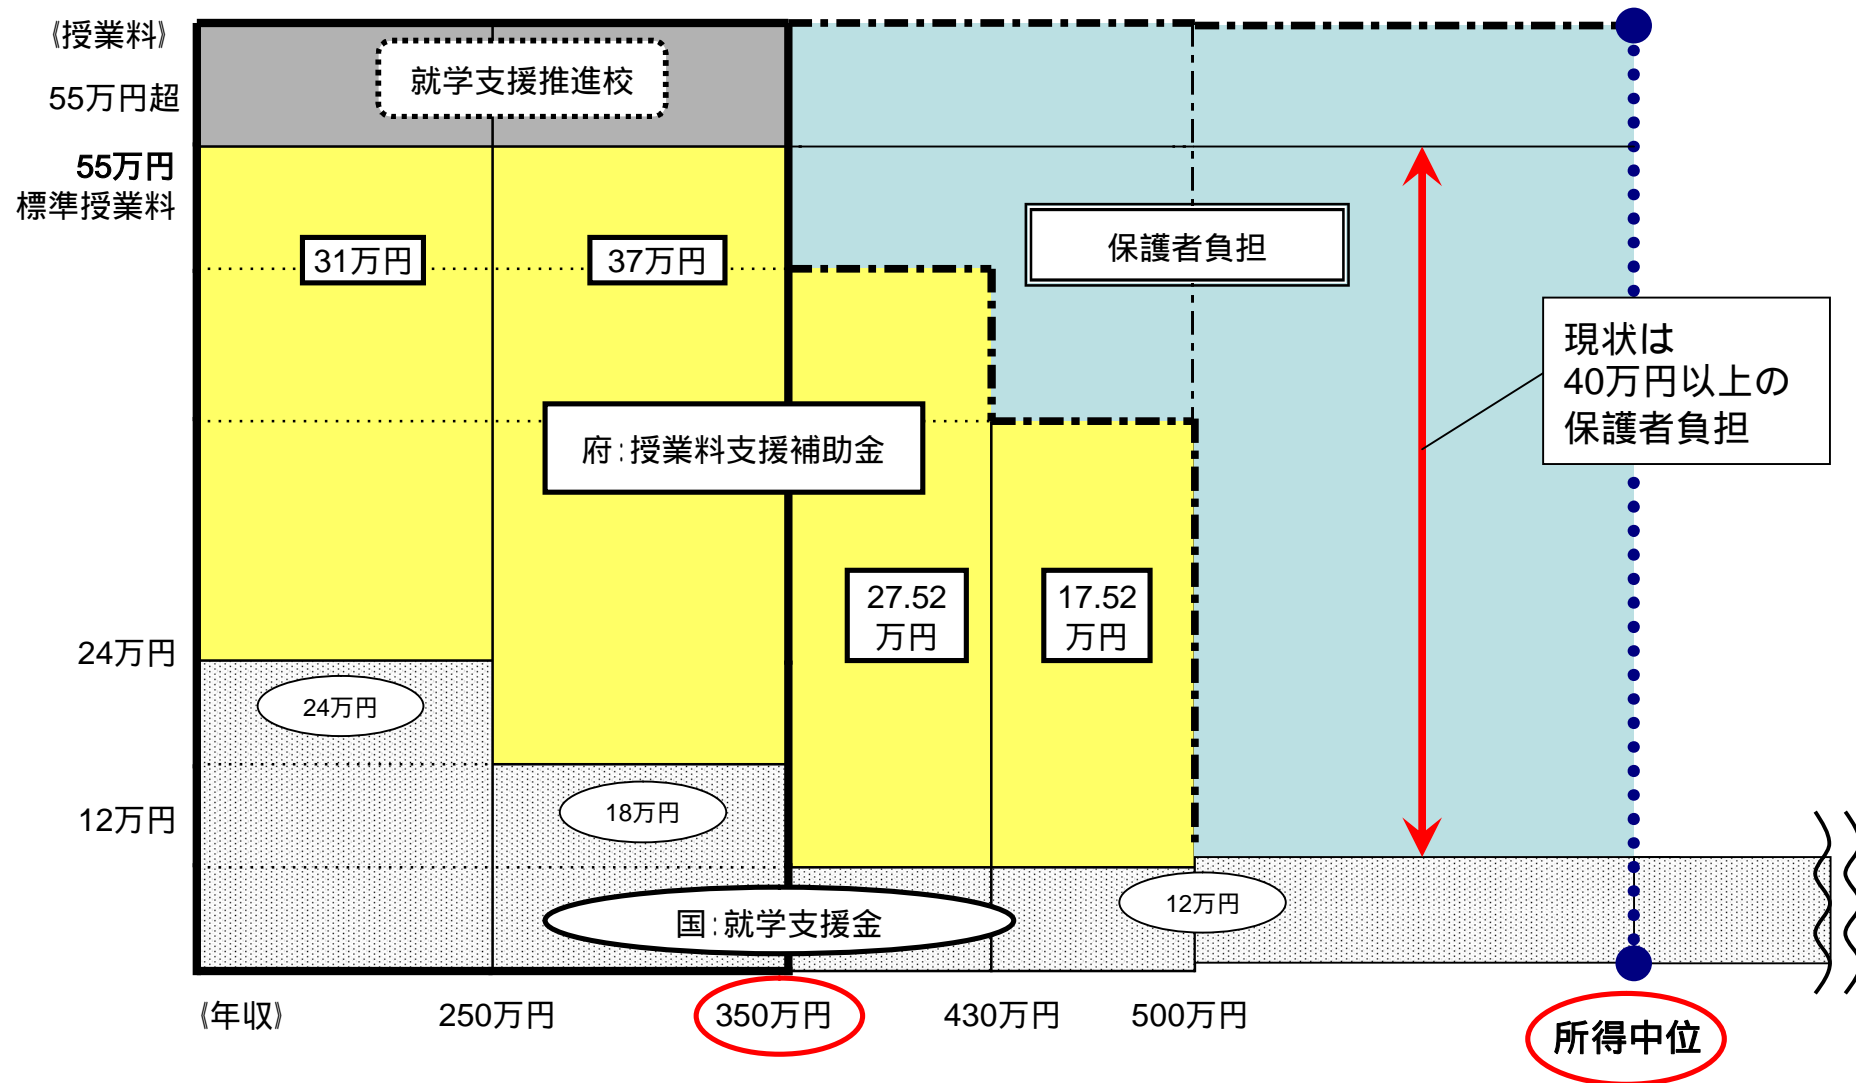 《授業料》
就学支援推進校
55万円超
55万円
標準授業料
31万円
37万円
保護者負担
現状は
40万円以上の
保護者負担
府:授業料支援補助金
27.52
万円
17.52
万円
24万円
24万円
12万円
18万円
12万円
国:就学支援金
《年収》
250万円
350万円
430万円
500万円
所得中位